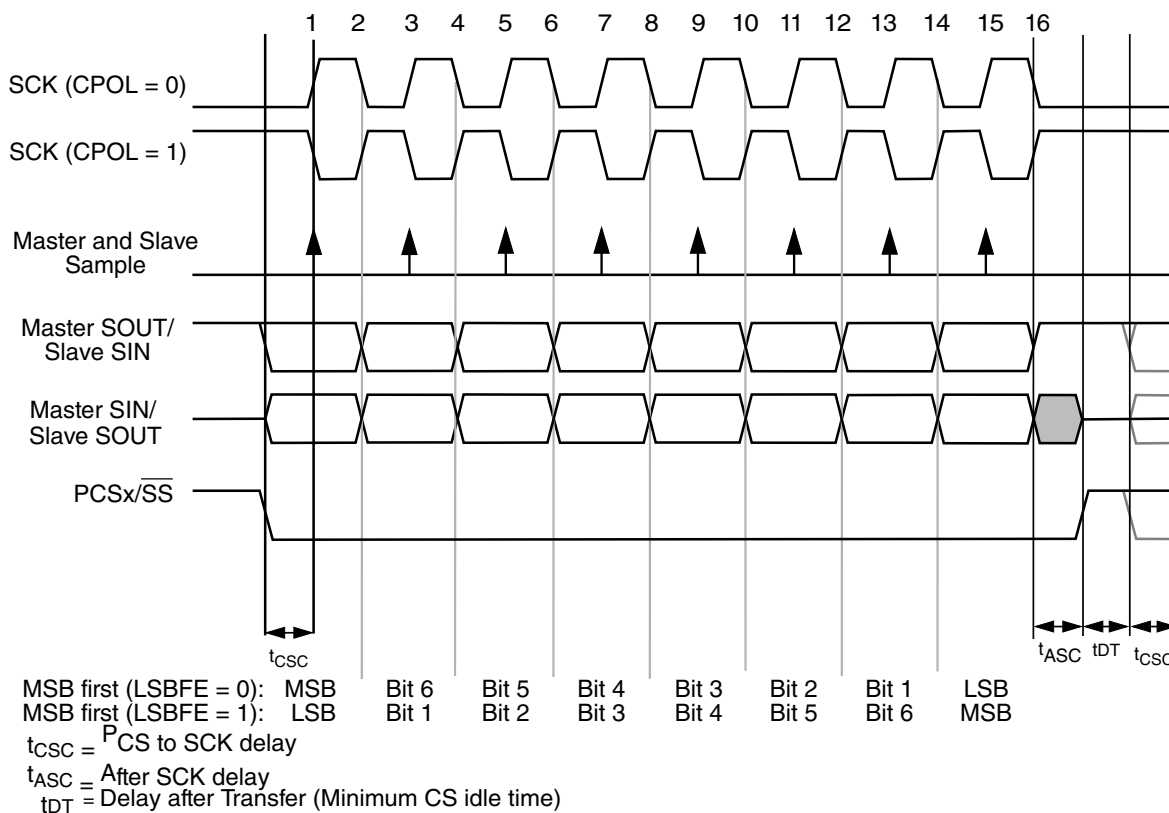 1 2 3 4 5 6 7 8 9 10 11 12 13 14 15 16
SCK (CPOL = 0)
SCK (CPOL = 1)
Master and Slave
Sample
Master SOUT/
Slave SIN
Master SIN/
Slave SOUT
PCSx/SS
tCSC tASC tDT tCSC
MSB first (LSBFE = 0): MSB Bit 6 Bit 5 Bit 4 Bit 3 Bit 2 Bit 1 LSB
MSB first (LSBFE = 1): LSB Bit 1 Bit 2 Bit 3 Bit 4 Bit 5 Bit 6 MSB
tCSC = PCS to SCK delay
tASC = After SCK delay
tDT = Delay after Transfer (Minimum CS idle time)